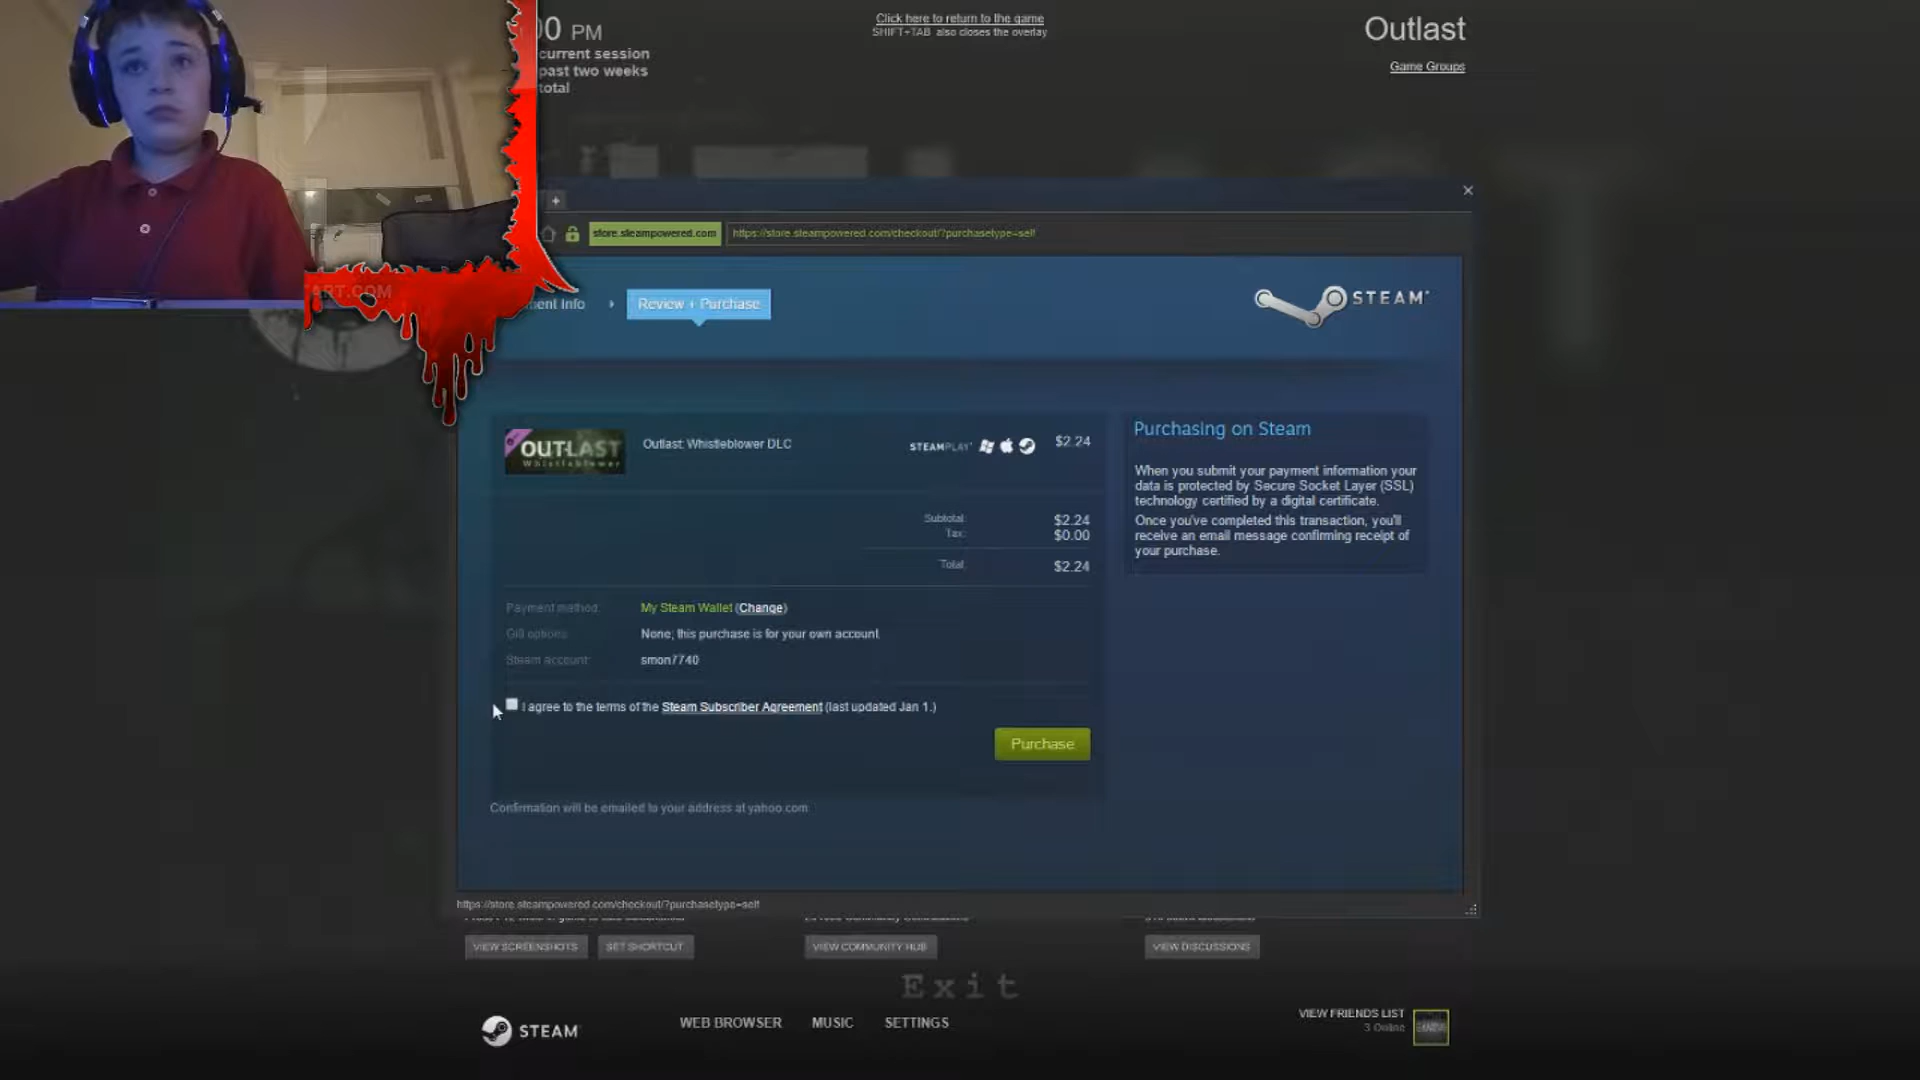 00 PM
current session
past two weeks
total
Click here to return to the game
SHIFT+TAB also closes the overlay
Outlast
Game Groups
+
×
store.steampowered.com
https://store.steampowered.com/checkout/?purchasetype=self
ART.COM
ment Info
Review + Purchase
STEAM
OUTLAST
Whistleblower
Outlast: Whistleblower DLC
STEAMPLAY
$2.24
Subtotal:
$2.24
Tax:
$0.00
Total:
$2.24
Purchasing on Steam
When you submit your payment information your
data is protected by Secure Socket Layer (SSL)
technology certified by a digital certificate.
Once you've completed this transaction, you'll
receive an email message confirming receipt of
your purchase.
Payment method:
My Steam Wallet (Change)
Gift options:
None, this purchase is for your own account
Steam account:
smon7740
I agree to the terms of the Steam Subscriber Agreement (last updated Jan 1.)
Purchase
Confirmation will be emailed to your address at yahoo.com
https://store.steampowered.com/checkout/?purchasetype=self
VIEW SCREENSHOTS
SET SHORTCUT
VIEW COMMUNITY HUB
VIEW DISCUSSIONS
Exit
STEAM
WEB BROWSER
MUSIC
SETTINGS
VIEW FRIENDS LIST
3 Online